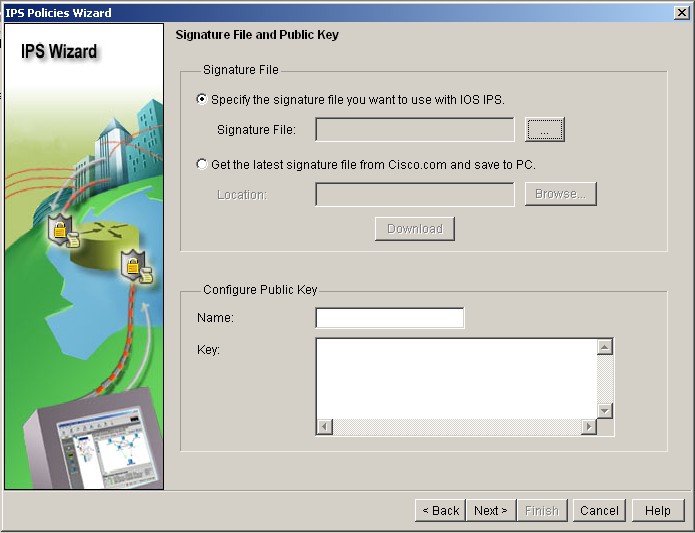 IPS Policies Wizard
IPS Wizard
Signature File and Public Key
Signature File
Specify the signature file you want to use with IOS IPS.
Signature File:
...
Get the latest signature file from Cisco.com and save to PC.
Location:
Browse...
Download
Configure Public Key
Name:
Key:
< Back
Next >
Finish
Cancel
Help